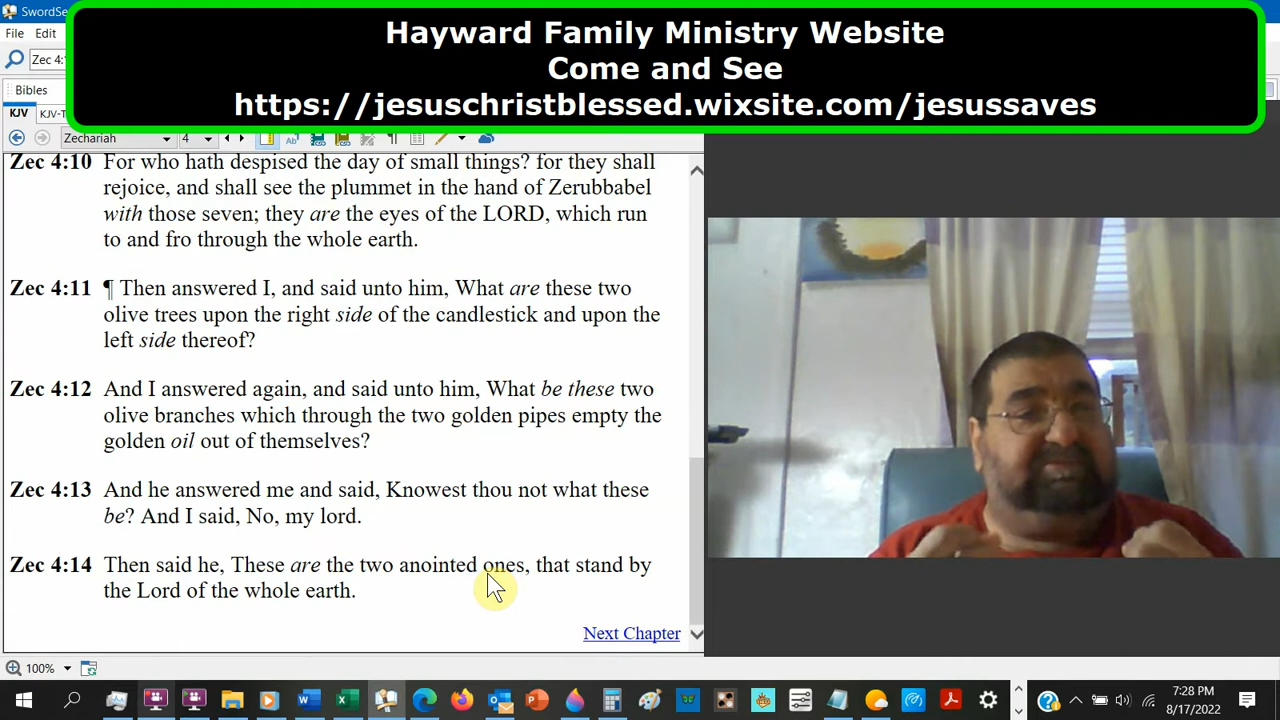 SwordSe
File Edit
Zec 4:
Hayward Family Ministry Website
Come and See
https://jesuschristblessed.wixsite.com/jesussaves
Bibles
KJV KJV-T
Zechariah 4
Zec 4:10 For who hath despised the day of small things? for they shall
rejoice, and shall see the plummet in the hand of Zerubbabel
with those seven; they are the eyes of the LORD, which run
to and fro through the whole earth.
Zec 4:11 ¶ Then answered I, and said unto him, What are these two
olive trees upon the right side of the candlestick and upon the
left side thereof?
Zec 4:12 And I answered again, and said unto him, What be these two
olive branches which through the two golden pipes empty the
golden oil out of themselves?
Zec 4:13 And he answered me and said, Knowest thou not what these
be? And I said, No, my lord.
Zec 4:14 Then said he, These are the two anointed ones, that stand by
the Lord of the whole earth.
Next Chapter
100%
7:28 PM
8/17/2022